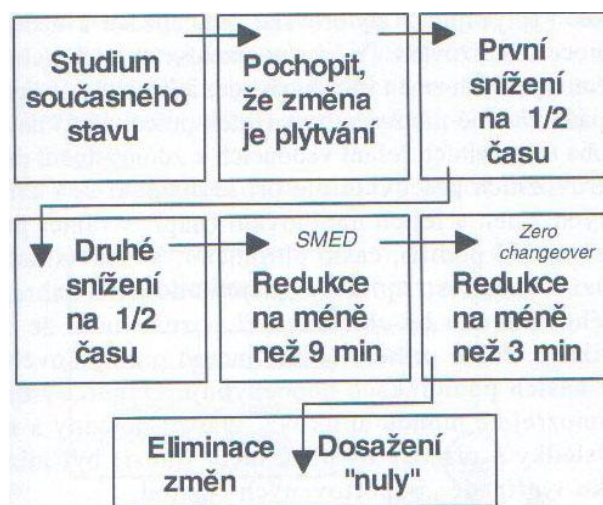 Studium
současného
stavu
Pochopit,
že změna
je plýtvání
První
snížení
na 1/2
času
Druhé
snížení
na 1/2
času
SMED
Redukce
na méně
než 9 min
Zero
changeover
Redukce
na méně
než 3 min
Eliminace
změn
Dosažení
"nuly"